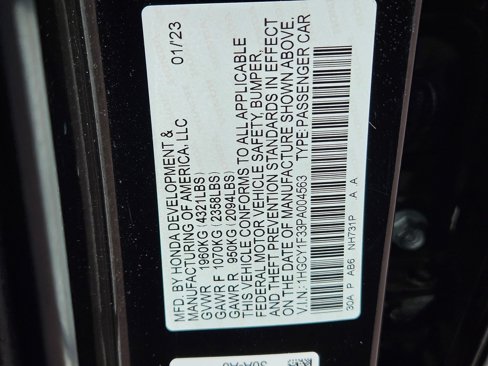 MFD. BY HONDA DEVELOPMENT & 01/23
MANUFACTURING OF AMERICA, LLC
GVWR 1960KG (4321LBS)
GAWR F 1070KG (2358LBS)
GAWR R 950KG (2094LBS)
THIS VEHICLE CONFORMS TO ALL APPLICABLE
FEDERAL MOTOR VEHICLE SAFETY, BUMPER,
AND THEFT PREVENTION STANDARDS IN EFFECT
ON THE DATE OF MANUFACTURE SHOWN ABOVE.
V.I.N.:1HGCY1F33PA004563 TYPE:PASSENGER CAR
30A P AB6 NH731P A A